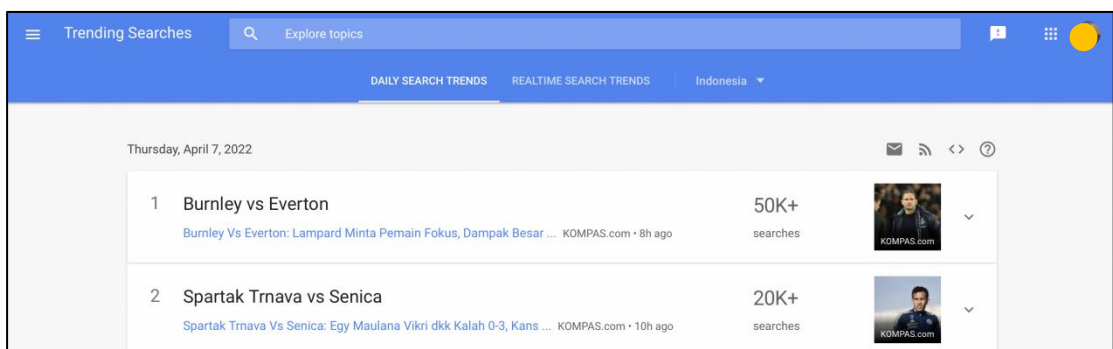 Trending Searches
Explore topics
DAILY SEARCH TRENDS REALTIME SEARCH TRENDS Indonesia
Thursday, April 7, 2022
1 Burnley vs Everton 50K+
Burnley Vs Everton: Lampard Minta Pemain Fokus, Dampak Besar ... KOMPAS.com • 8h ago searches
KOMPAS.com
2 Spartak Trnava vs Senica 20K+
Spartak Trnava Vs Senica: Egy Maulana Vikri dkk Kalah 0-3, Kans ... KOMPAS.com • 10h ago searches
KOMPAS.com